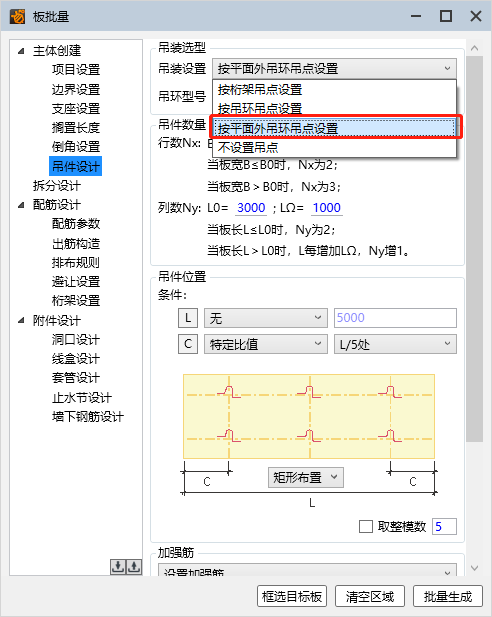 板批量
主体创建
项目设置
边界设置
支座设置
搁置长度
倒角设置
吊件设计
拆分设计
配筋设计
配筋参数
出筋构造
排布规则
避让设置
桁架设置
附件设计
洞口设计
线盒设计
套管设计
止水节设计
墙下钢筋设计
吊装选型
吊装设置 按平面外吊环吊点设置
吊环型号
按桁架吊点设置
按吊环吊点设置
按平面外吊环吊点设置
不设置吊点
吊件数量
行数Nx:
当板宽B≤B0时，Nx为2；
当板宽B＞B0时，Nx为3；
列数Ny: L0= 3000 ; LΩ= 1000
当板长L≤L0时，Ny为2；
当板长L＞L0时，L每增加LΩ，Ny增1。
吊件位置
条件:
L 无 5000
C 特定比值 L/5处
C 矩形布置 C
L
取整模数 5
加强筋
设置加强筋
框选目标板 清空区域 批量生成